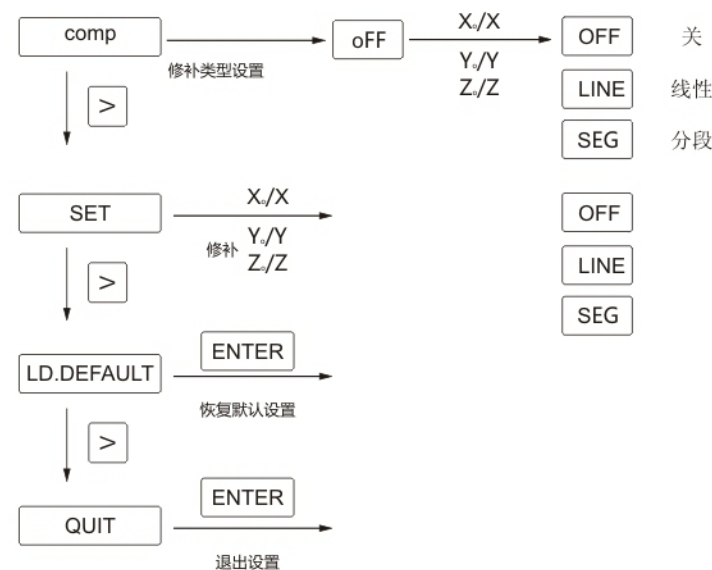 comp
修补类型设置
oFF
X₀/X
Y₀/Y
Z₀/Z
OFF 关
LINE 线性
SEG 分段
>
SET
修补
X₀/X
Y₀/Y
Z₀/Z
OFF
LINE
SEG
>
LD.DEFAULT
ENTER
恢复默认设置
>
QUIT
ENTER
退出设置